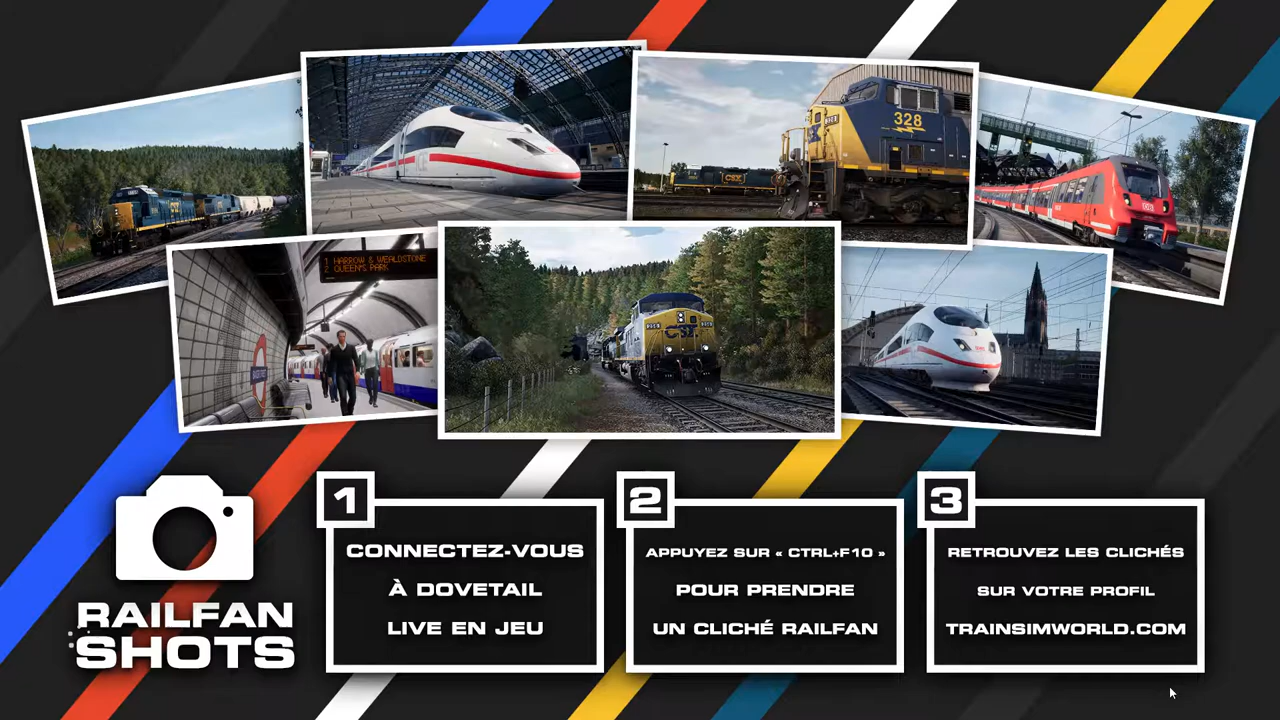 328
CSX
1 HARROW & WEALDSTONE
2 QUEEN'S PARK
CSX
RAILFAN
SHOTS
1
CONNECTEZ-VOUS
À DOVETAIL
LIVE EN JEU
2
APPUYEZ SUR « CTRL+F10 »
POUR PRENDRE
UN CLICHÉ RAILFAN
3
RETROUVEZ LES CLICHÉS
SUR VOTRE PROFIL
TRAINSIMWORLD.COM